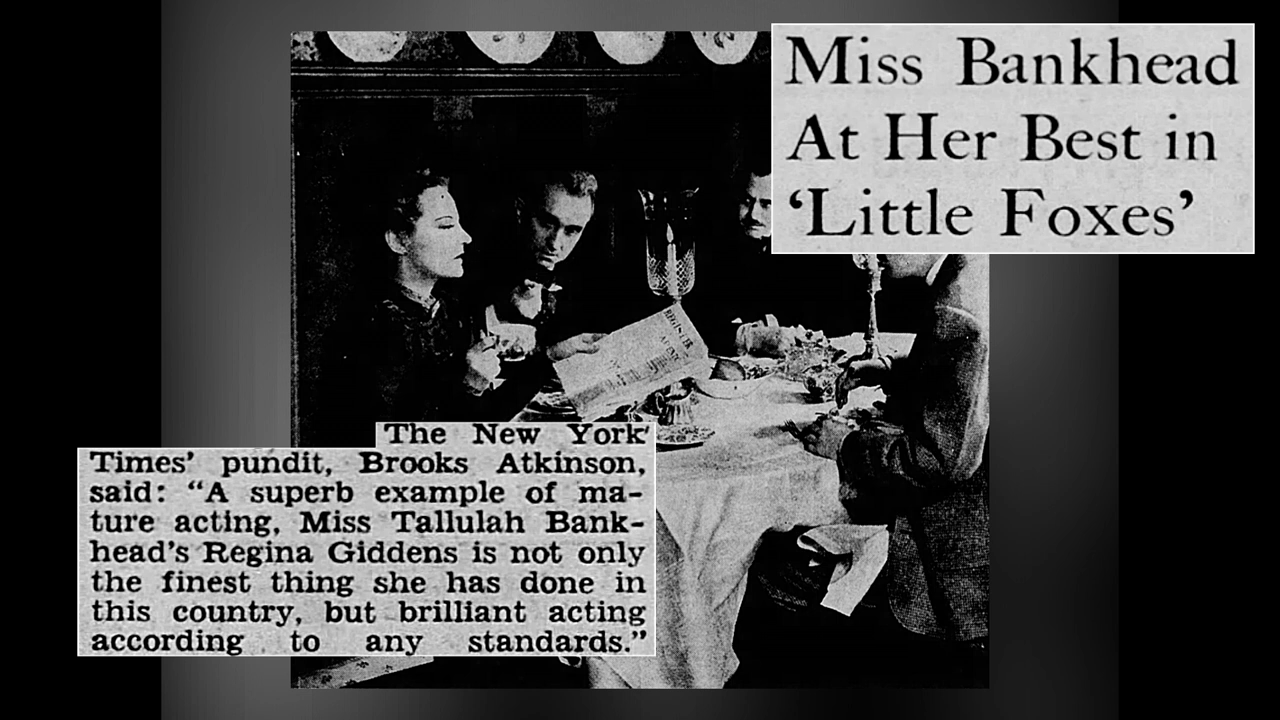 Miss Bankhead
At Her Best in
‘Little Foxes’
The New York
Times’ pundit, Brooks Atkinson,
said: “A superb example of ma-
ture acting, Miss Tallulah Bank-
head’s Regina Giddens is not only
the finest thing she has done in
this country, but brilliant acting
according to any standards.”
REGISTER